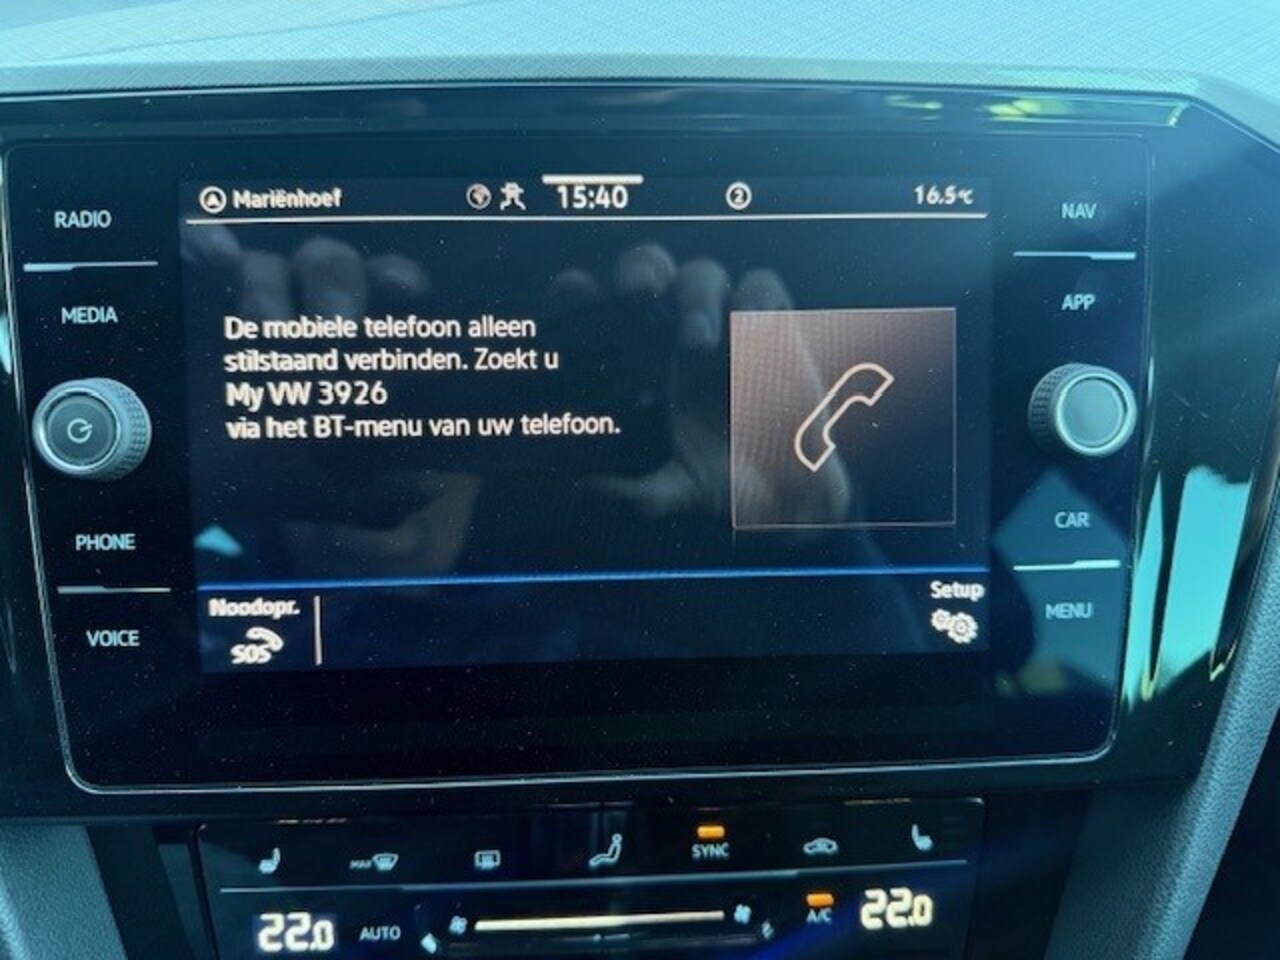 Mariënhoef
15:40
2
16.5°C
RADIO
MEDIA
PHONE
VOICE
De mobiele telefoon alleen
stilstaand verbinden. Zoekt u
My VW 3926
via het BT-menu van uw telefoon.
Noodopr.
SOS
Setup
NAV
APP
CAR
MENU
MAX
SYNC
22.0
AUTO
A/C
22.0